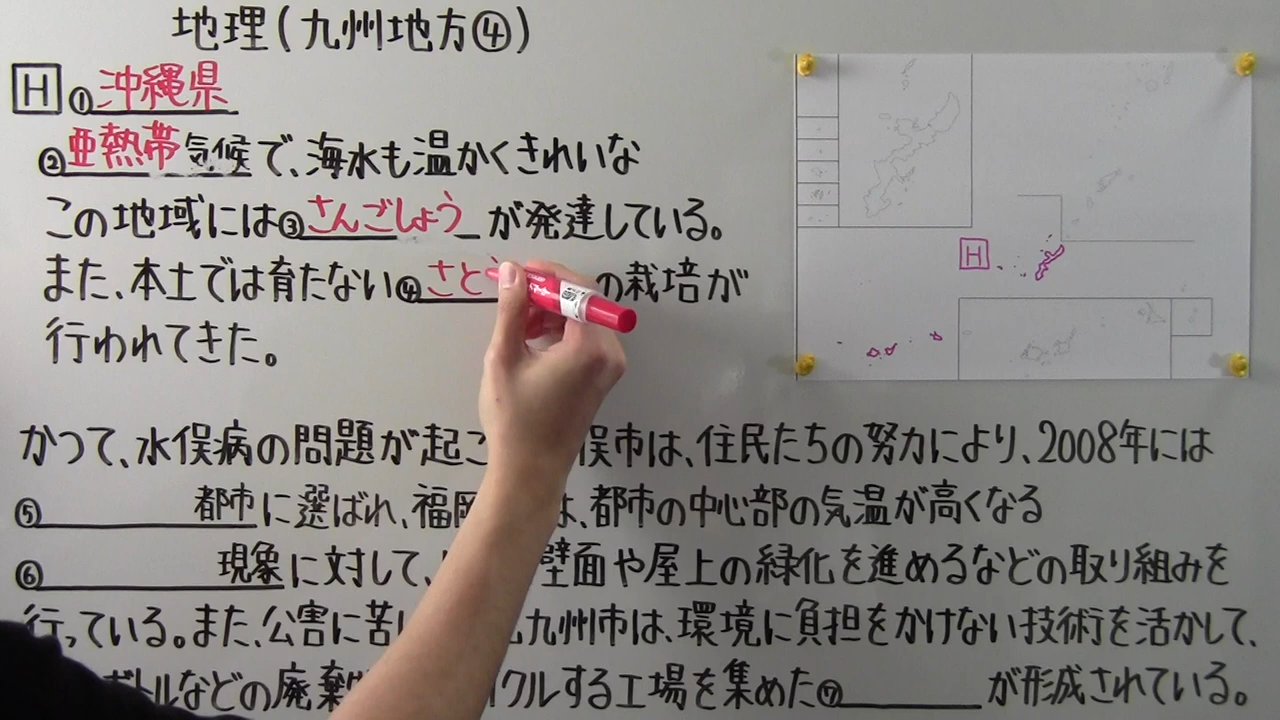 地理(九州地方④)
H ①沖縄県
②亜熱帯気候で、海水も温かくきれいな
この地域には③さんごしょう が発達している。
また、本土では育たない④さと の栽培が
行われてきた。
H
かつて、水俣病の問題が起こ 俣市は、住民たちの努力により、2008年には
⑤ 都市に選ばれ、福岡 は、都市の中心部の気温が高くなる
⑥ 現象に対して、 壁面や屋上の緑化を進めるなどの取り組みを
行っている。また、公害に苦し 九州市は、環境に負担をかけない技術を活かして、
ボトルなどの廃棄 イクルする工場を集めた⑦ が形成されている。